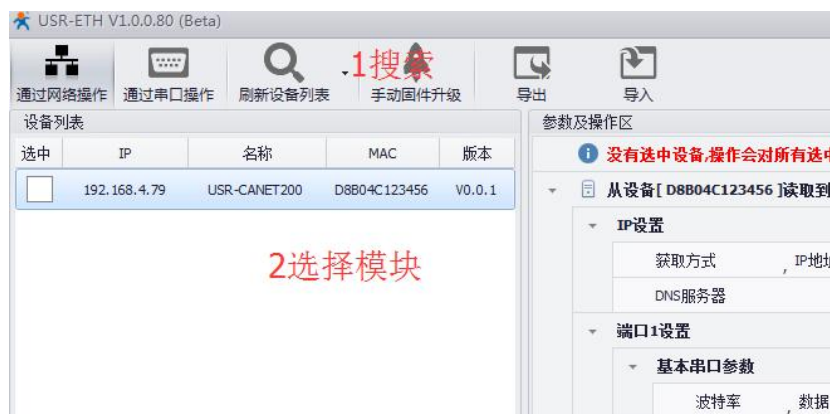 USR-ETH V1.0.0.80 (Beta)
1搜索
通过网络操作 通过串口操作 刷新设备列表 手动固件升级 导出 导入
设备列表 参数及操作区
选中 IP 名称 MAC 版本
没有选中设备,操作会对所有选中
192.168.4.79 USR-CANET200 D8B04C123456 V0.0.1
从设备[ D8B04C123456 ]读取到
IP设置
2选择模块
获取方式 , IP地址
DNS服务器
端口1设置
基本串口参数
波特率 , 数据